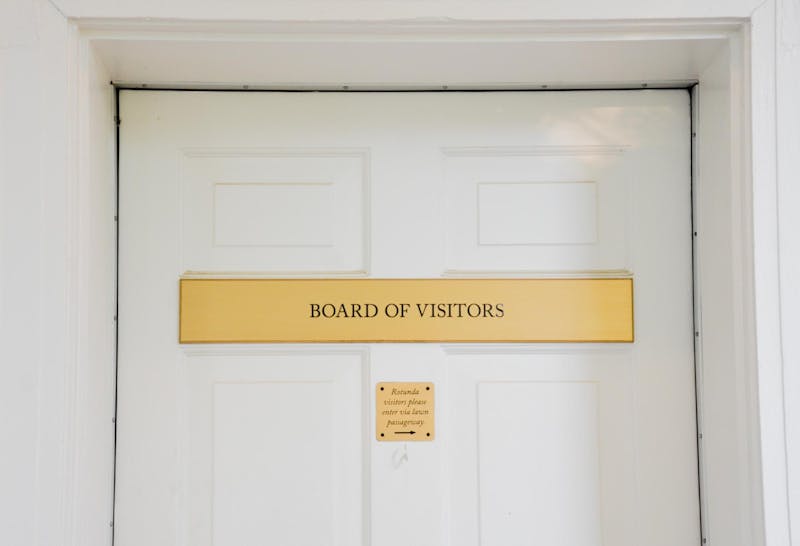 BOARD OF VISITORS
Rotunda
visitors please
enter via lawn
passageway.